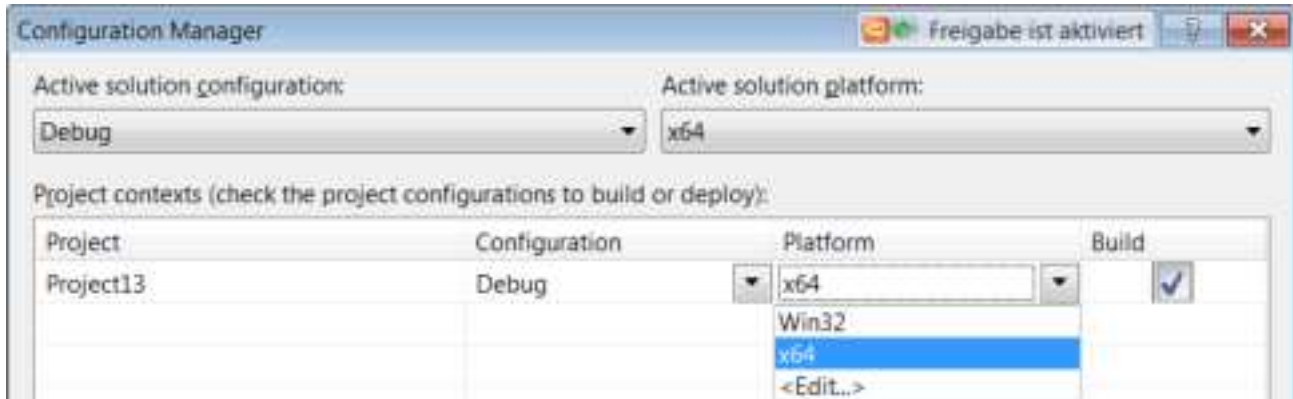 Configuration Manager Freigabe ist aktiviert
Active solution configuration: Active solution platform:
Debug x64
Project contexts (check the project configurations to build or deploy):
Project Configuration Platform Build
Project13 Debug x64
Win32
x64
<Edit...>